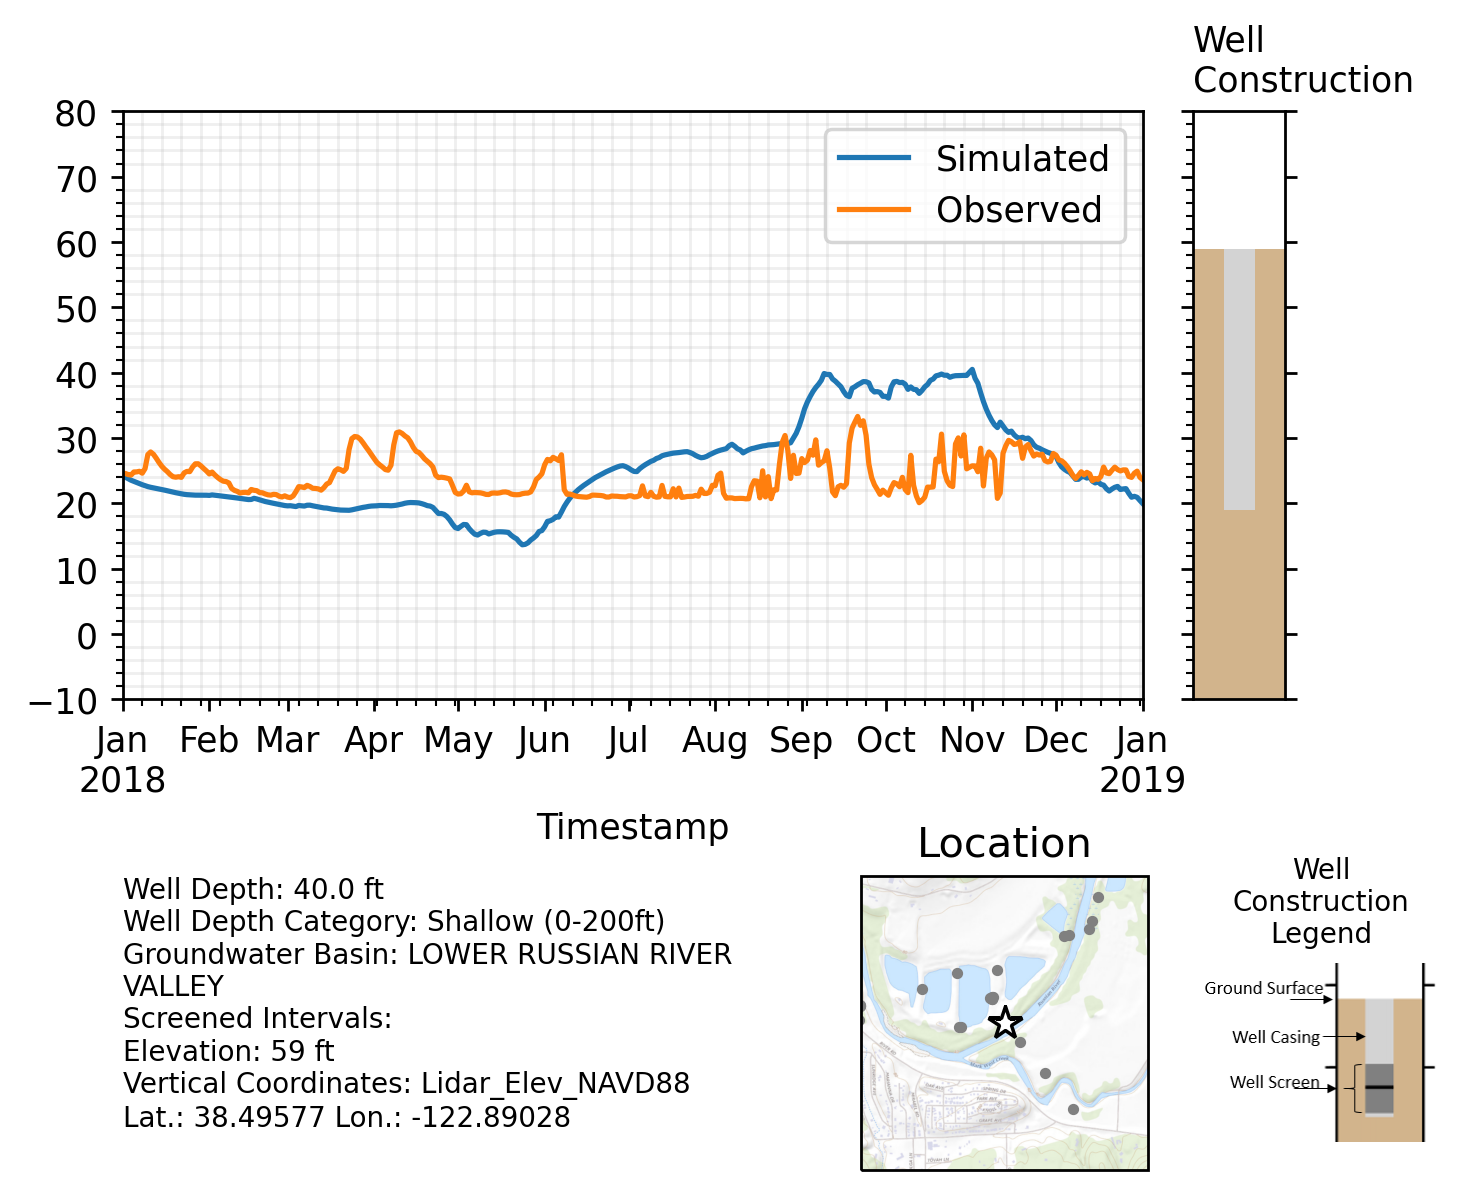 Well
Construction
80
70
60
50
40
30
20
10
0
−10
Simulated
Observed
Jan Feb Mar Apr May Jun Jul Aug Sep Oct Nov Dec Jan
2018 2019
Timestamp
Well Depth: 40.0 ft
Well Depth Category: Shallow (0-200ft)
Groundwater Basin: LOWER RUSSIAN RIVER
VALLEY
Screened Intervals:
Elevation: 59 ft
Vertical Coordinates: Lidar_Elev_NAVD88
Lat.: 38.49577 Lon.: -122.89028
Location
Well
Construction
Legend
Ground Surface
Well Casing
Well Screen